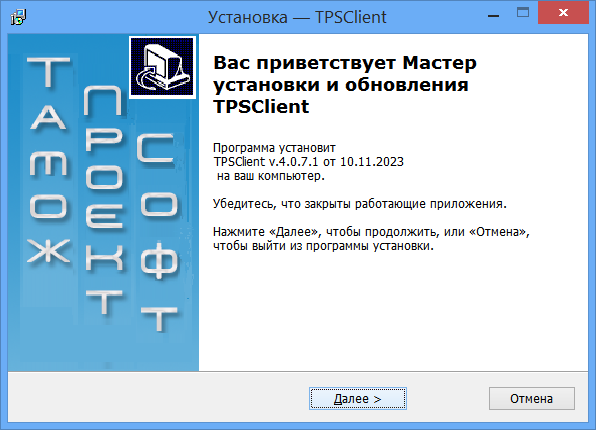 Установка — TPSClient
ТАМОЖ
ПРОЕКТ
СОФТ
Вас приветствует Мастер
установки и обновления
TPSClient
Программа установит
TPSClient v.4.0.7.1 от 10.11.2023
на ваш компьютер.
Убедитесь, что закрыты работающие приложения.
Нажмите «Далее», чтобы продолжить, или «Отмена»,
чтобы выйти из программы установки.
Далее >
Отмена